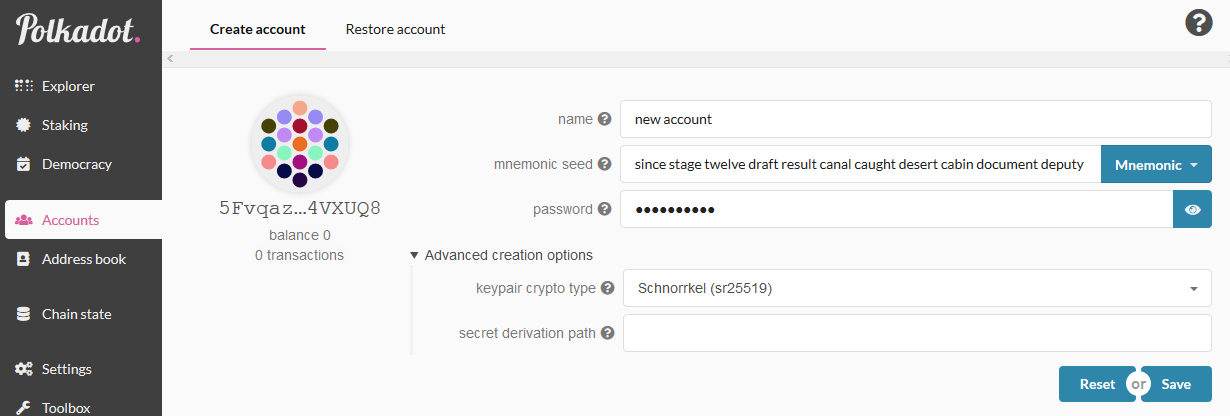 Polkadot.
Create account
Restore account
Explorer
Staking
Democracy
Accounts
Address book
Chain state
Settings
Toolbox
5Fvqaz…4VXUQ8
balance 0
0 transactions
name
new account
mnemonic seed
since stage twelve draft result canal caught desert cabin document deputy
Mnemonic
password
Advanced creation options
keypair crypto type
Schnorrkel (sr25519)
secret derivation path
Reset or Save